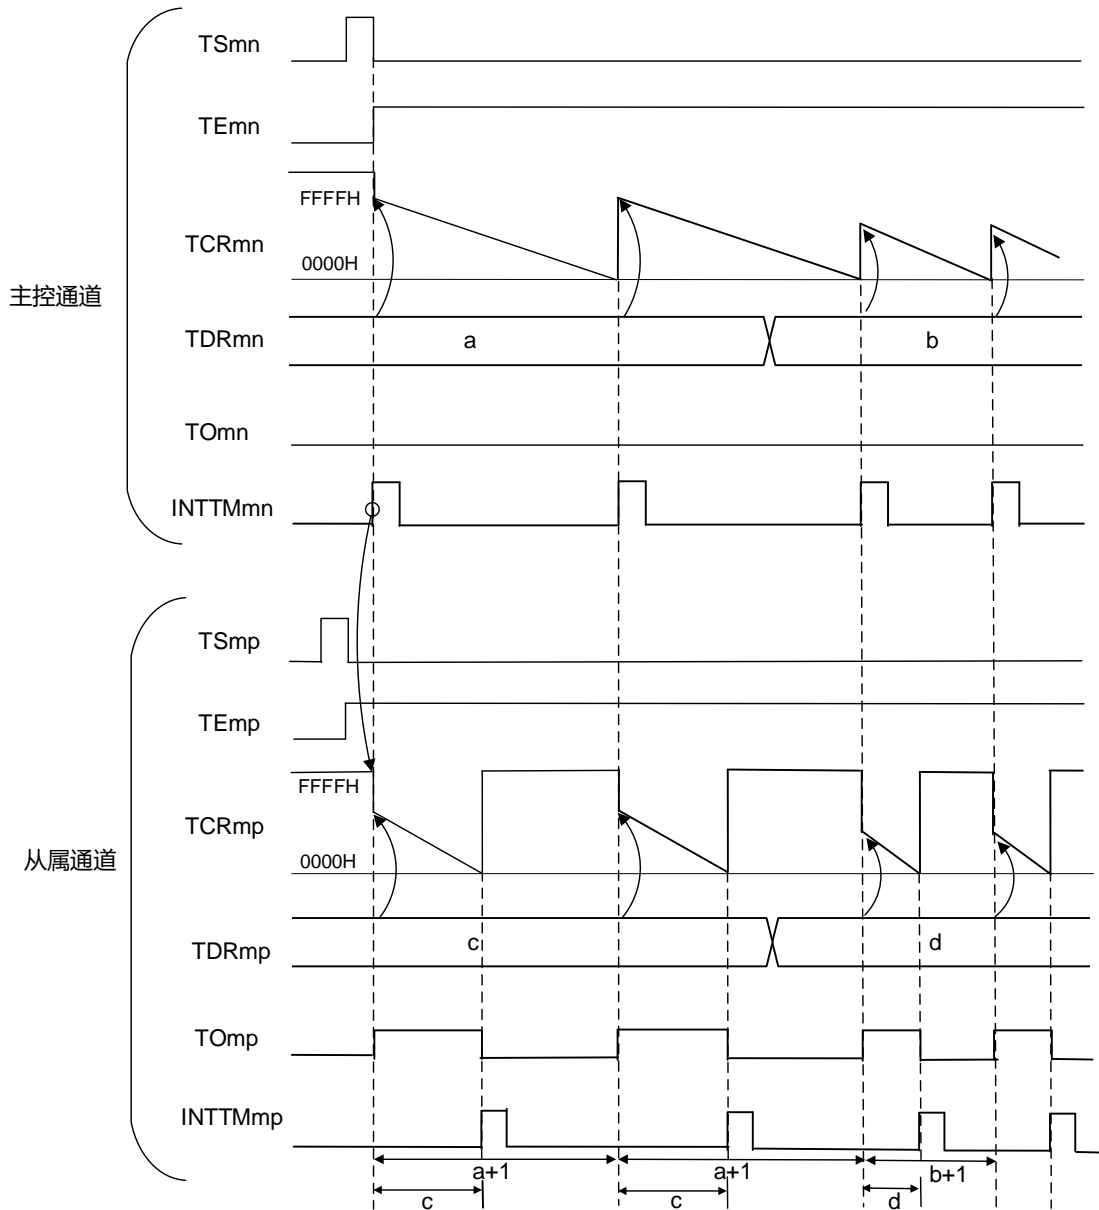 TSmn
TEmn
FFFFH
TCRmn
0000H
主控通道
TDRmn
a
b
TOmn
INTTMmn
TSmp
TEmp
FFFFH
TCRmp
0000H
从属通道
TDRmp
c
d
TOmp
INTTMmp
a+1
a+1
b+1
c
c
d